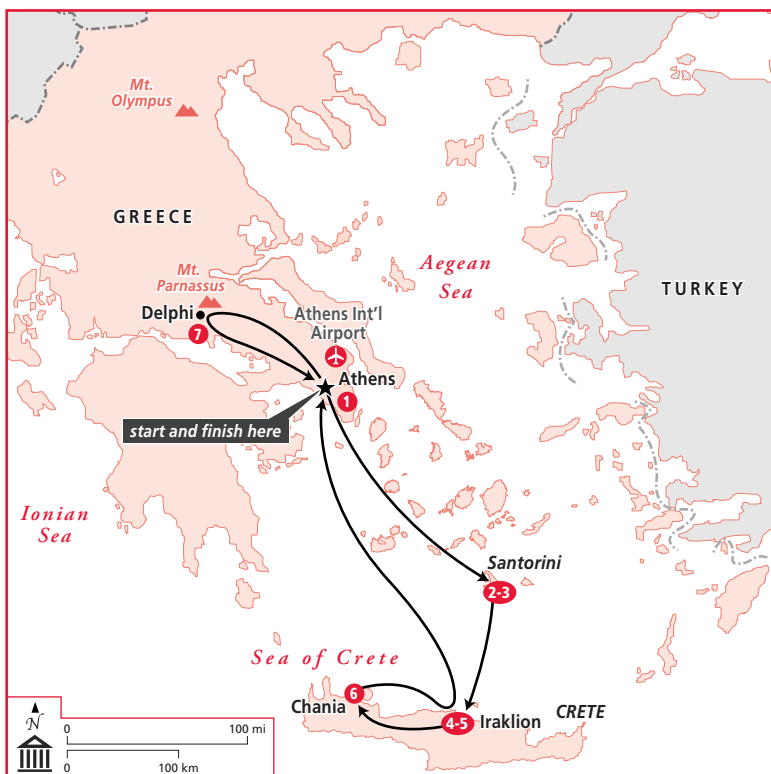 Mt.
Olympus
GREECE
Aegean
Sea
TURKEY
Mt.
Parnassus
Delphi
7
Athens Int'l
Airport
Athens
1
start and finish here
Ionian
Sea
Santorini
2-3
Sea of Crete
6
Chania
4-5
Iraklion
CRETE
N
0
100 mi
0
100 km